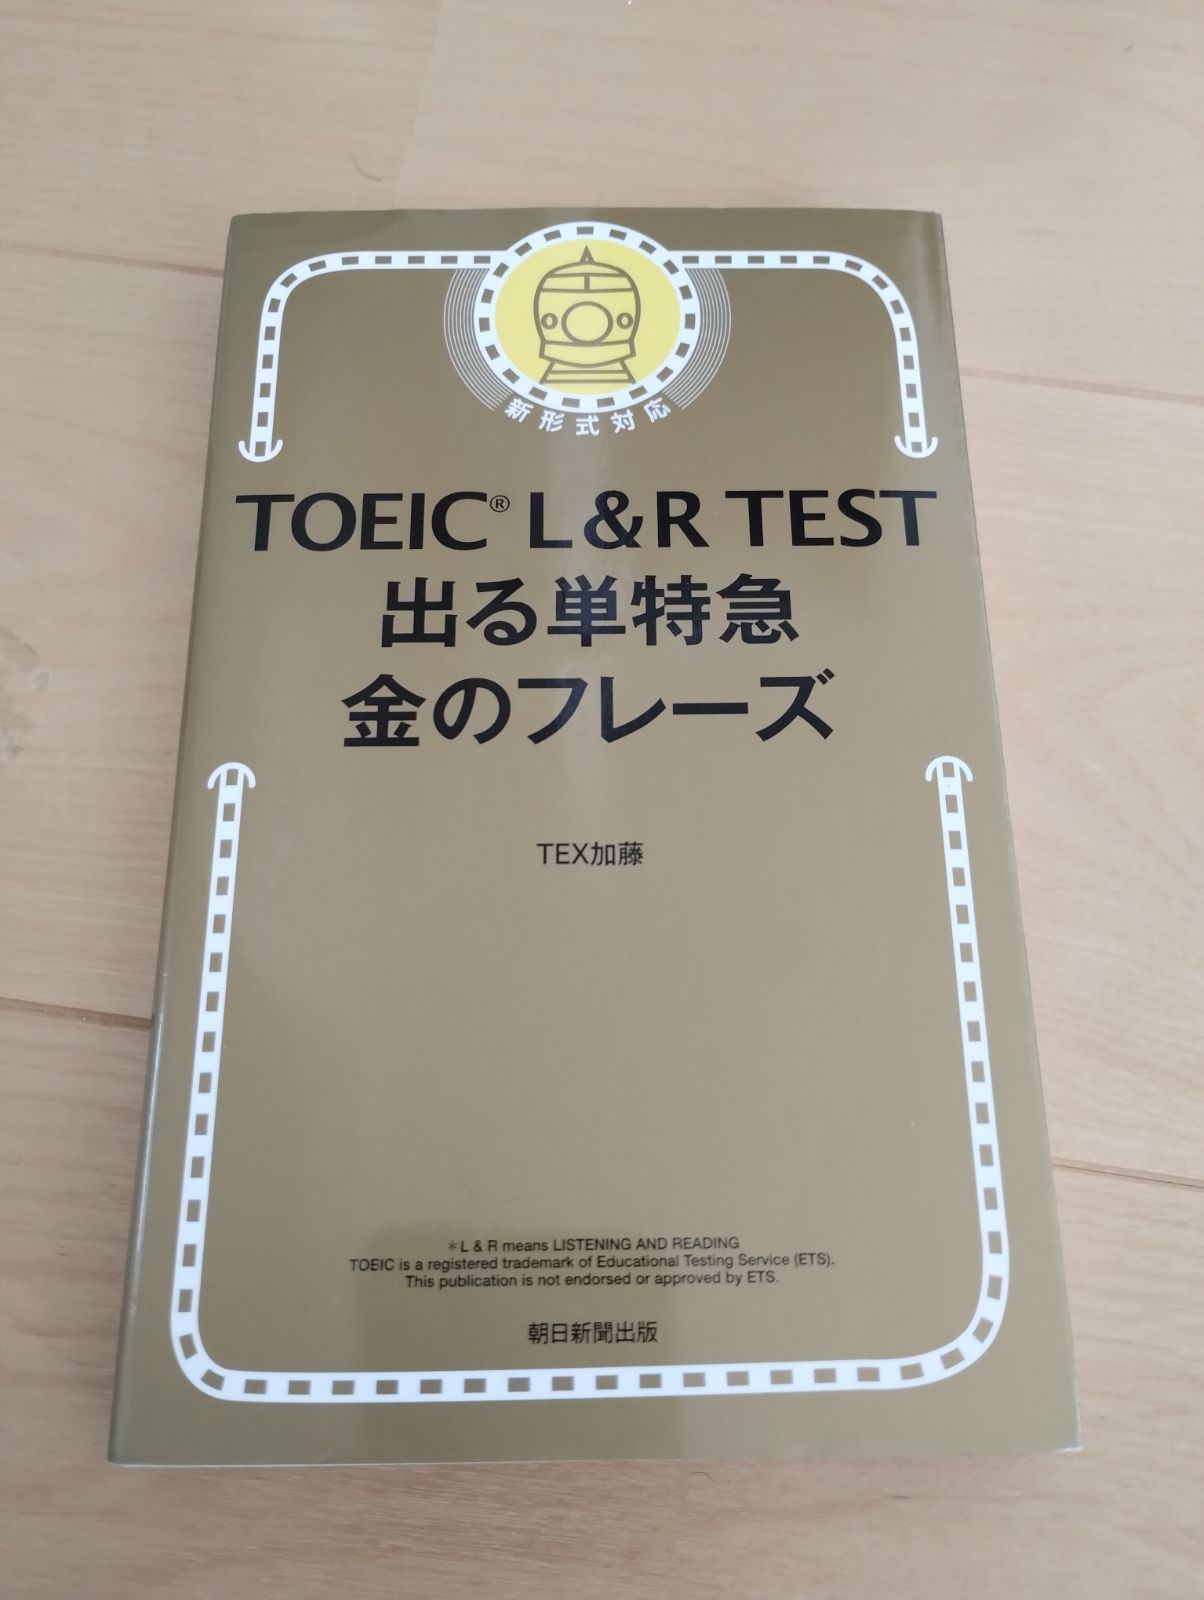 新形式対応
TOEIC® L&R TEST
出る単特急
金のフレーズ
TEX加藤
＊L & R means LISTENING AND READING
TOEIC is a registered trademark of Educational Testing Service (ETS).
This publication is not endorsed or approved by ETS.
朝日新聞出版